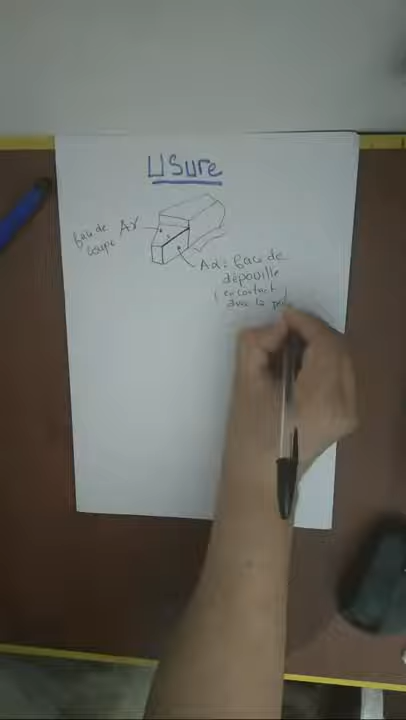 USure
face de Aγ
coupe
Aα : face de
dépouille
(en contact
avec la